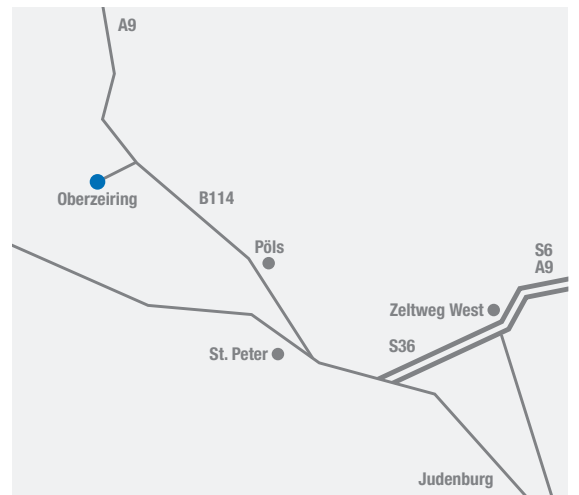 A9
Oberzeiring
B114
Pöls
S6
A9
Zeltweg West
S36
St. Peter
Judenburg